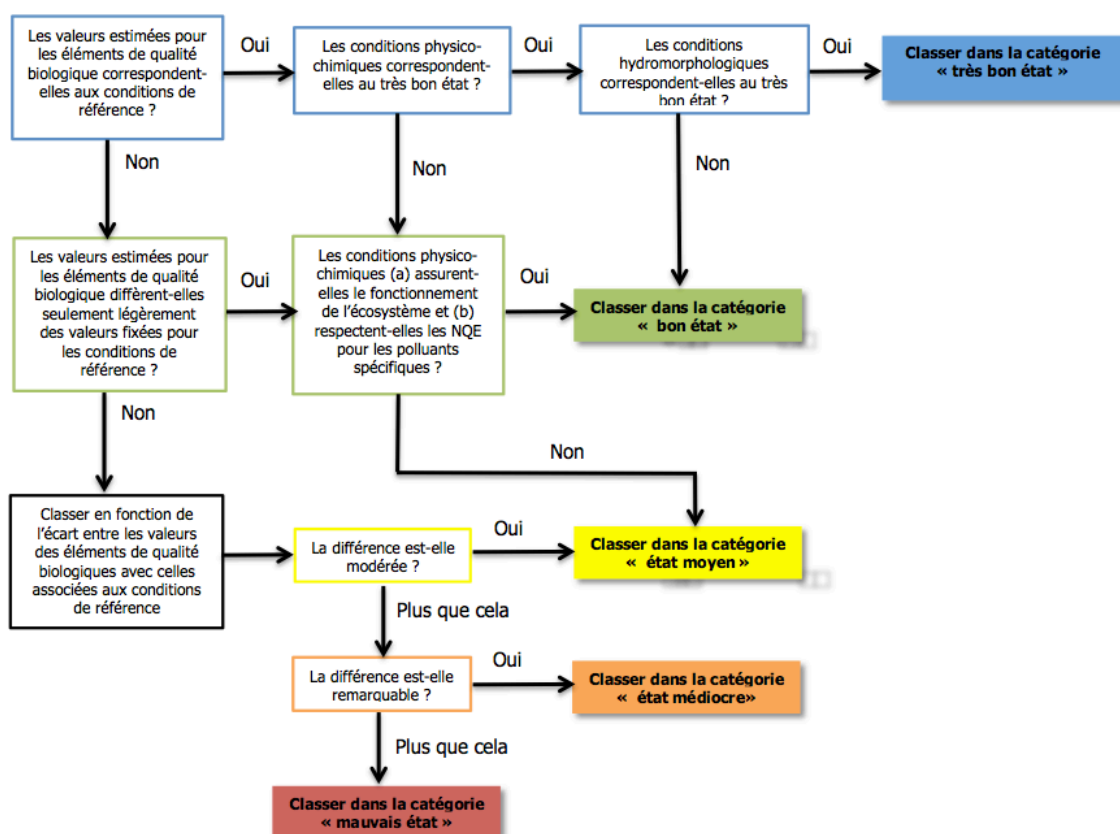 Les valeurs estimées pour
les éléments de qualité
biologique correspondent-
elles aux conditions de
référence ?
Oui
Les conditions physico-
chimiques correspondent-
elles au très bon état ?
Oui
Les conditions
hydromorphologiques
correspondent-elles au très
bon état ?
Oui
Classer dans la catégorie
« très bon état »
Non
Non
Non
Les valeurs estimées pour
les éléments de qualité
biologique diffèrent-elles
seulement légèrement
des valeurs fixées pour
les conditions de
référence ?
Oui
Les conditions physico-
chimiques (a) assurent-
elles le fonctionnement
de l'écosystème et (b)
respectent-elles les NQE
pour les polluants
spécifiques ?
Oui
Classer dans la catégorie
« bon état »
Non
Non
Classer en fonction de
l'écart entre les valeurs
des éléments de qualité
biologiques avec celles
associées aux conditions
de référence
La différence est-elle
modérée ?
Oui
Classer dans la catégorie
« état moyen »
Plus que cela
La différence est-elle
remarquable ?
Oui
Classer dans la catégorie
« état médiocre»
Plus que cela
Classer dans la catégorie
« mauvais état »